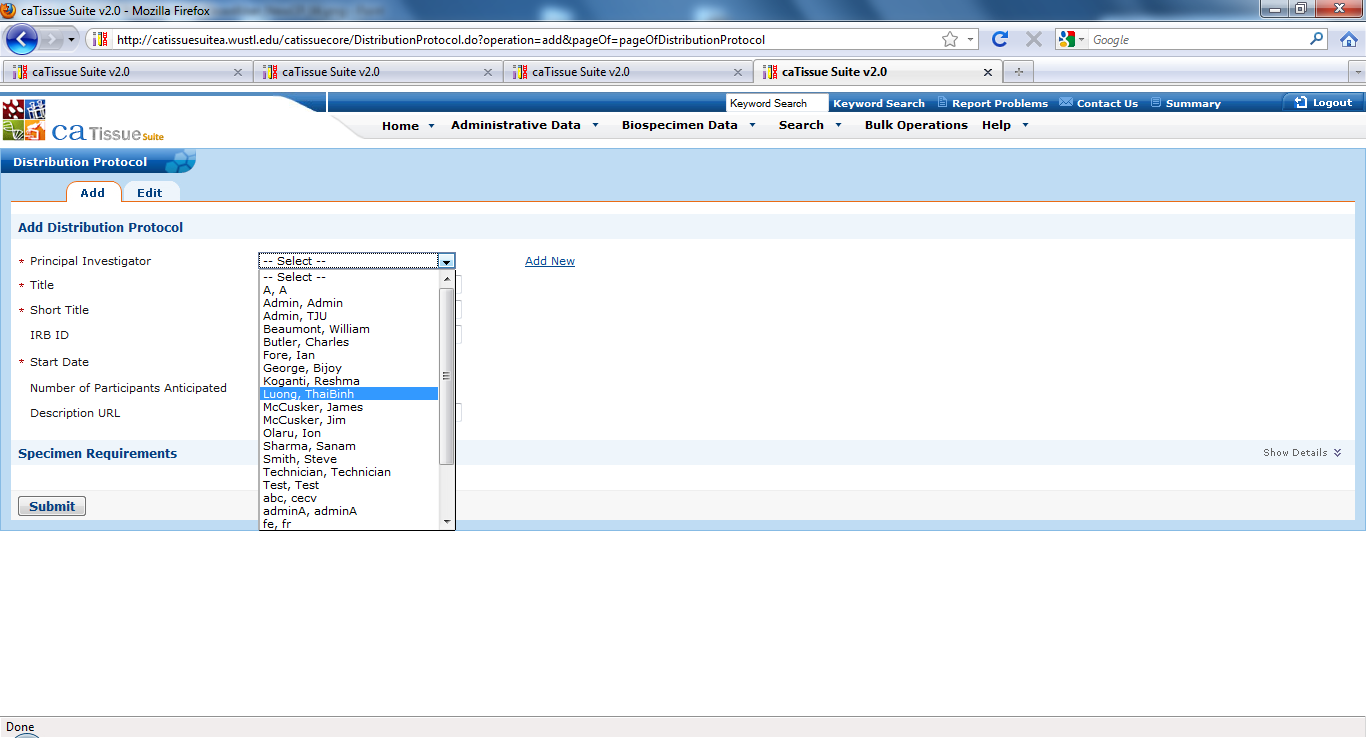 caTissue Suite v2.0 - Mozilla Firefox
http://catissuesuitea.wustl.edu/catissuecore/DistributionProtocol.do?operation=add&pageOf=pageOfDistributionProtocol
Google
caTissue Suite v2.0
caTissue Suite v2.0
caTissue Suite v2.0
caTissue Suite v2.0
Keyword Search
Keyword Search
Report Problems
Contact Us
Summary
Logout
ca Tissue Suite
Home
Administrative Data
Biospecimen Data
Search
Bulk Operations
Help
Distribution Protocol
Add
Edit
Add Distribution Protocol
* Principal Investigator
-- Select --
Add New
-- Select --
A, A
Admin, Admin
Admin, TJU
Beaumont, William
Butler, Charles
Fore, Ian
George, Bijoy
Koganti, Reshma
Luong, ThaiBinh
McCusker, James
McCusker, Jim
Olaru, Ion
Sharma, Sanam
Smith, Steve
Technician, Technician
Test, Test
abc, cecv
adminA, adminA
fe, fr
* Title
* Short Title
IRB ID
* Start Date
Number of Participants Anticipated
Description URL
Specimen Requirements
Show Details
Submit
Done